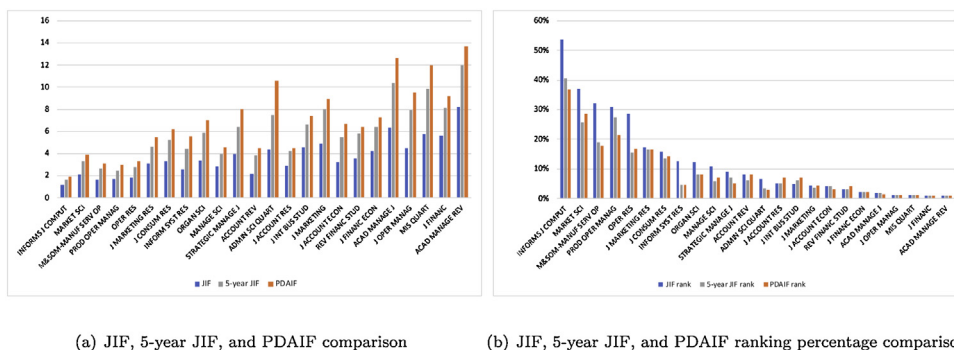 16
14
12
10
8
6
4
2
0
INFORMS J COMPUT
MARKET SCI
M&SOM-MANUF SERV OP
PROD OPER MANAG
OPER RES
J MARKETING RES
J CONSUM RES
INFORM SYST RES
ORGAN SCI
MANAGE SCI
STRATEGIC MANAGE J
ACCOUNT REV
ADMIN SCI QUART
J ACCOUNT RES
J INT BUS STUD
J MARKETING
J ACCOUNT ECON
REV FINANC STUD
J FINANC ECON
ACAD MANAGE J
J OPER MANAG
MIS QUART
J FINANC
ACAD MANAGE REV
JIF 5-year JIF PDAIF
60%
50%
40%
30%
20%
10%
0%
INFORMS J COMPUT
MARKET SCI
M&SOM-MANUF SERV OP
PROD OPER MANAG
OPER RES
J MARKETING RES
J CONSUM RES
INFORM SYST RES
ORGAN SCI
MANAGE SCI
STRATEGIC MANAGE J
ACCOUNT REV
ADMIN SCI QUART
J ACCOUNT RES
J INT BUS STUD
J MARKETING
J ACCOUNT ECON
REV FINANC STUD
J FINANC ECON
ACAD MANAGE J
J OPER MANAG
MIS QUART
J FINANC
ACAD MANAGE REV
JIF rank 5-year JIF rank PDAIF rank
(a) JIF, 5-year JIF, and PDAIF comparison
(b) JIF, 5-year JIF, and PDAIF ranking percentage compariso